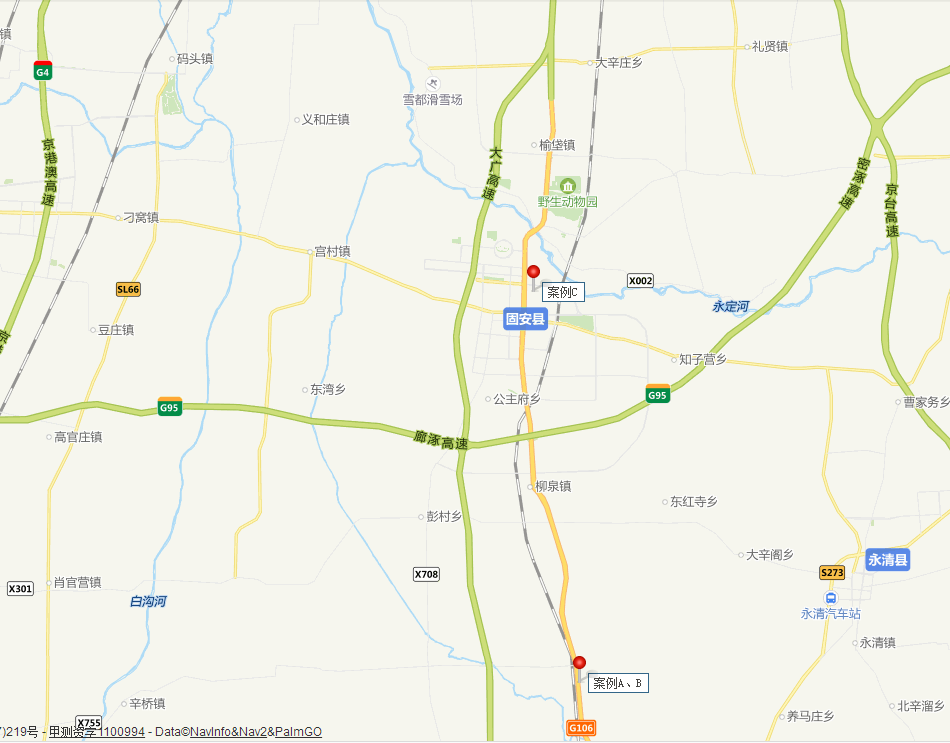 镇
码头镇
G4
礼贤镇
大辛庄乡
雪都滑雪场
义和庄镇
榆垡镇
京港澳高速
大广高速
密涿高速
京台高速
野生动物园
刁窝镇
宫村镇
SL66
X002
案例C
永定河
固安县
豆庄镇
知子营乡
东湾乡
G95
G95
公主府乡
曹家务乡
高官庄镇
廊涿高速
柳泉镇
东红寺乡
彭村乡
大辛阁乡
永清县
X708
S273
X301
肖官营镇
白沟河
永清汽车站
永清镇
案例A、B
辛桥镇
北辛溜乡
养马庄乡
X755
G106
)219号 - 甲测资字1100994 - Data©NavInfo&Nav2&PalmGO